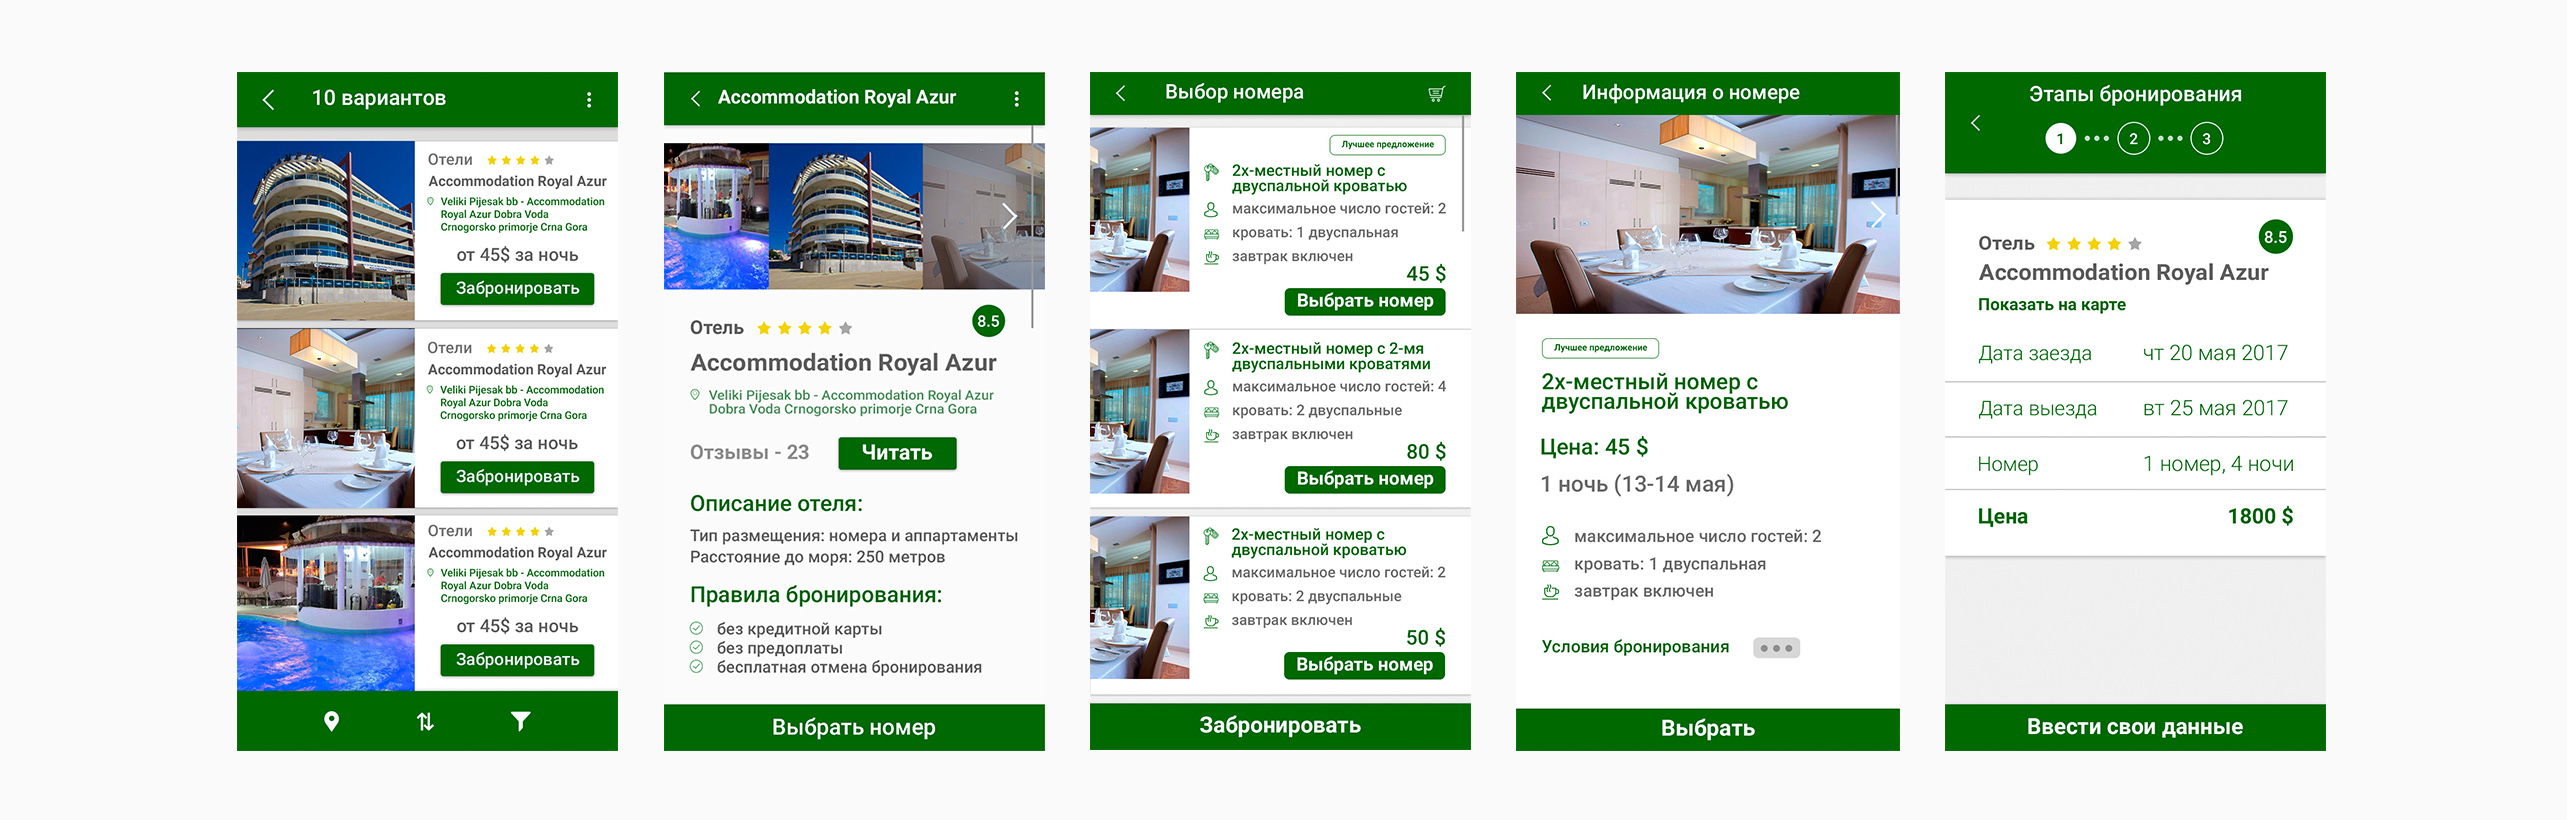 10 вариантов
Отели
Accommodation Royal Azur
Veliki Pijesak bb - Accommodation
Royal Azur Dobra Voda
Crnogorsko primorje Crna Gora
от 45$ за ночь
Забронировать
Отели
Accommodation Royal Azur
Veliki Pijesak bb - Accommodation
Royal Azur Dobra Voda
Crnogorsko primorje Crna Gora
от 45$ за ночь
Забронировать
Отели
Accommodation Royal Azur
Veliki Pijesak bb - Accommodation
Royal Azur Dobra Voda
Crnogorsko primorje Crna Gora
от 45$ за ночь
Забронировать
Accommodation Royal Azur
Отель
8.5
Accommodation Royal Azur
Veliki Pijesak bb - Accommodation Royal Azur
Dobra Voda Crnogorsko primorje Crna Gora
Отзывы - 23
Читать
Описание отеля:
Тип размещения: номера и аппартаменты
Расстояние до моря: 250 метров
Правила бронирования:
без кредитной карты
без предоплаты
бесплатная отмена бронирования
Выбрать номер
Выбор номера
Лучшее предложение
2х-местный номер с
двуспальной кроватью
максимальное число гостей: 2
кровать: 1 двуспальная
завтрак включен
45 $
Выбрать номер
2х-местный номер с 2-мя
двуспальными кроватями
максимальное число гостей: 4
кровать: 2 двуспальные
завтрак включен
80 $
Выбрать номер
2х-местный номер с
двуспальной кроватью
максимальное число гостей: 2
кровать: 2 двуспальные
завтрак включен
50 $
Выбрать номер
Забронировать
Информация о номере
Лучшее предложение
2х-местный номер с
двуспальной кроватью
Цена: 45 $
1 ночь (13-14 мая)
максимальное число гостей: 2
кровать: 1 двуспальная
завтрак включен
Условия бронирования
Выбрать
Этапы бронирования
1 2 3
Отель
8.5
Accommodation Royal Azur
Показать на карте
Дата заезда чт 20 мая 2017
Дата выезда вт 25 мая 2017
Номер 1 номер, 4 ночи
Цена 1800 $
Ввести свои данные